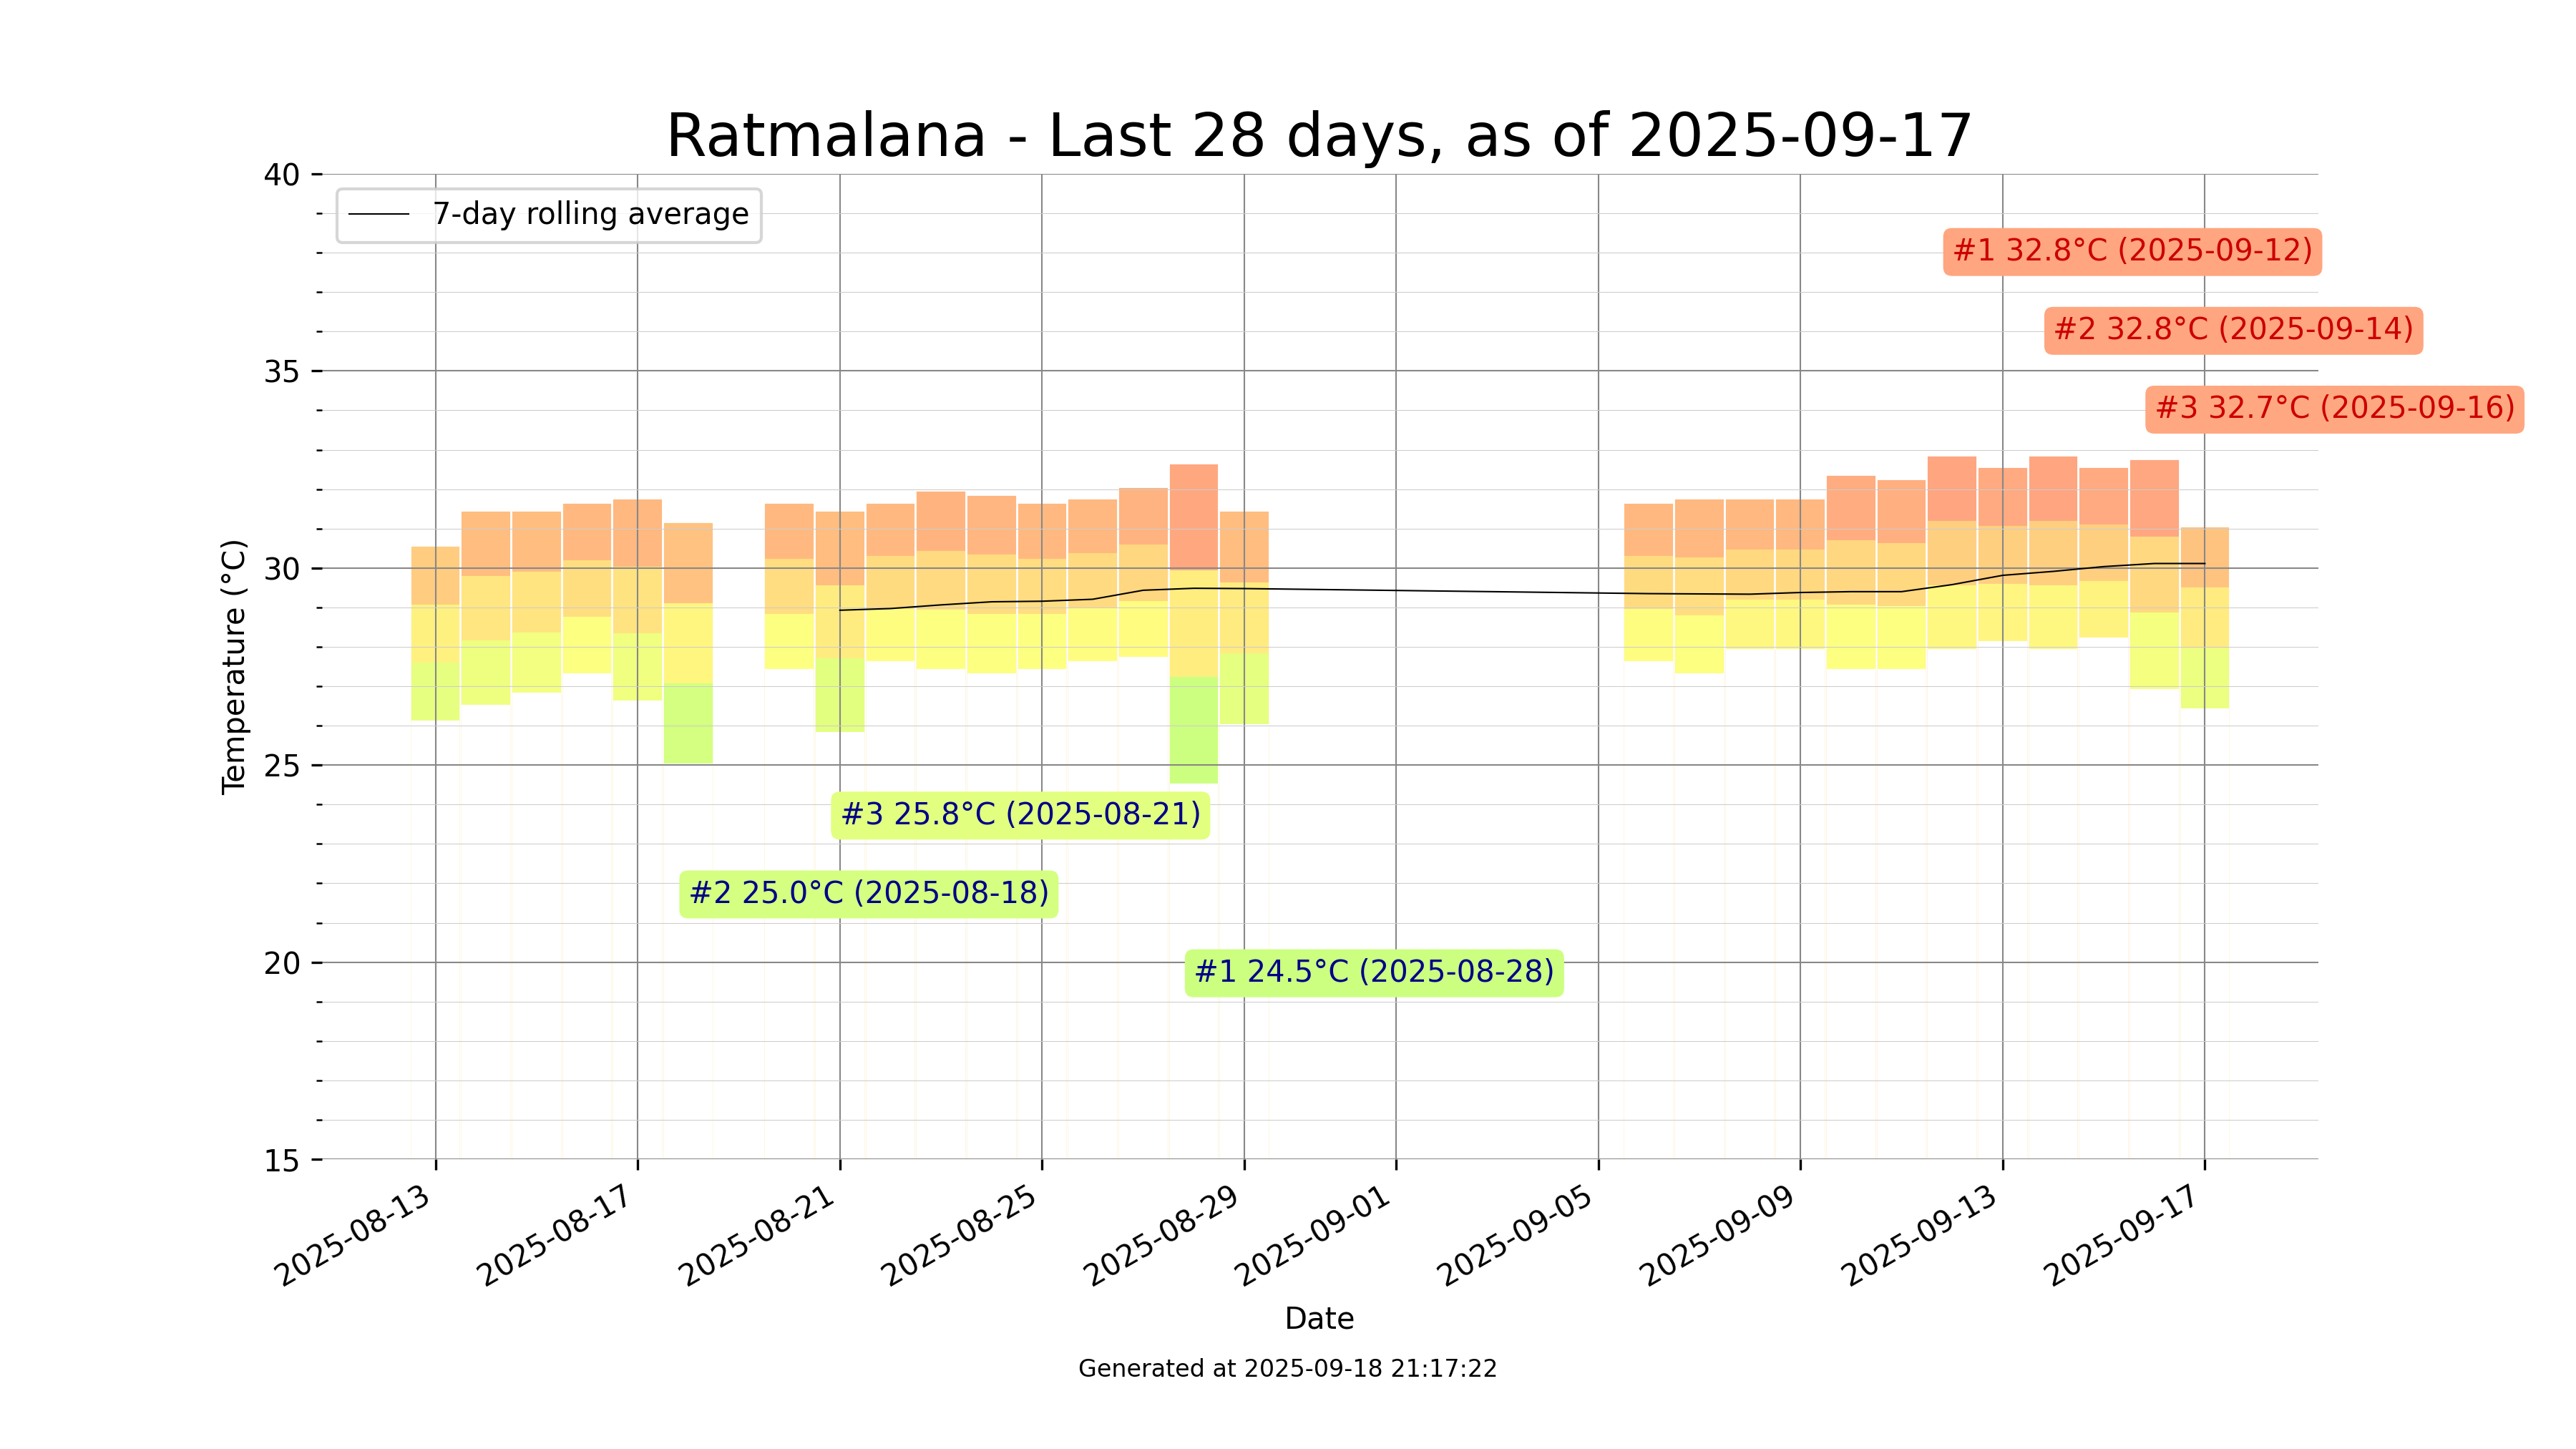 Ratmalana - Last 28 days, as of 2025-09-17
40
7-day rolling average
#1 32.8°C (2025-09-12)
#2 32.8°C (2025-09-14)
35
#3 32.7°C (2025-09-16)
30
Temperature (°C)
25
#3 25.8°C (2025-08-21)
#2 25.0°C (2025-08-18)
20
#1 24.5°C (2025-08-28)
15
2025-08-13
2025-08-17
2025-08-21
2025-08-25
2025-08-29
2025-09-01
2025-09-05
2025-09-09
2025-09-13
2025-09-17
Date
Generated at 2025-09-18 21:17:22